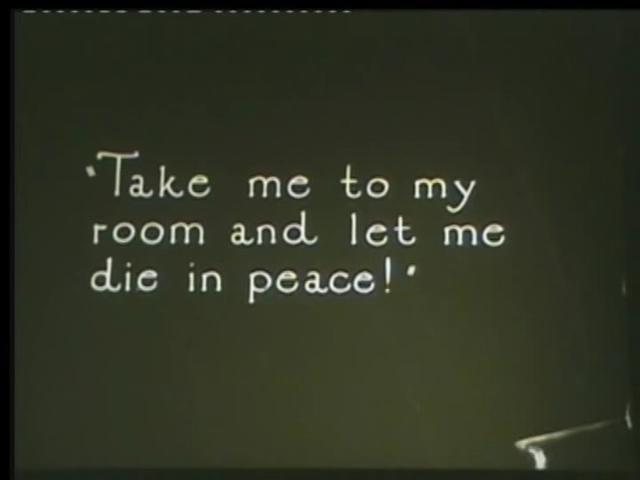 "Take me to my
room and let me
die in peace!"